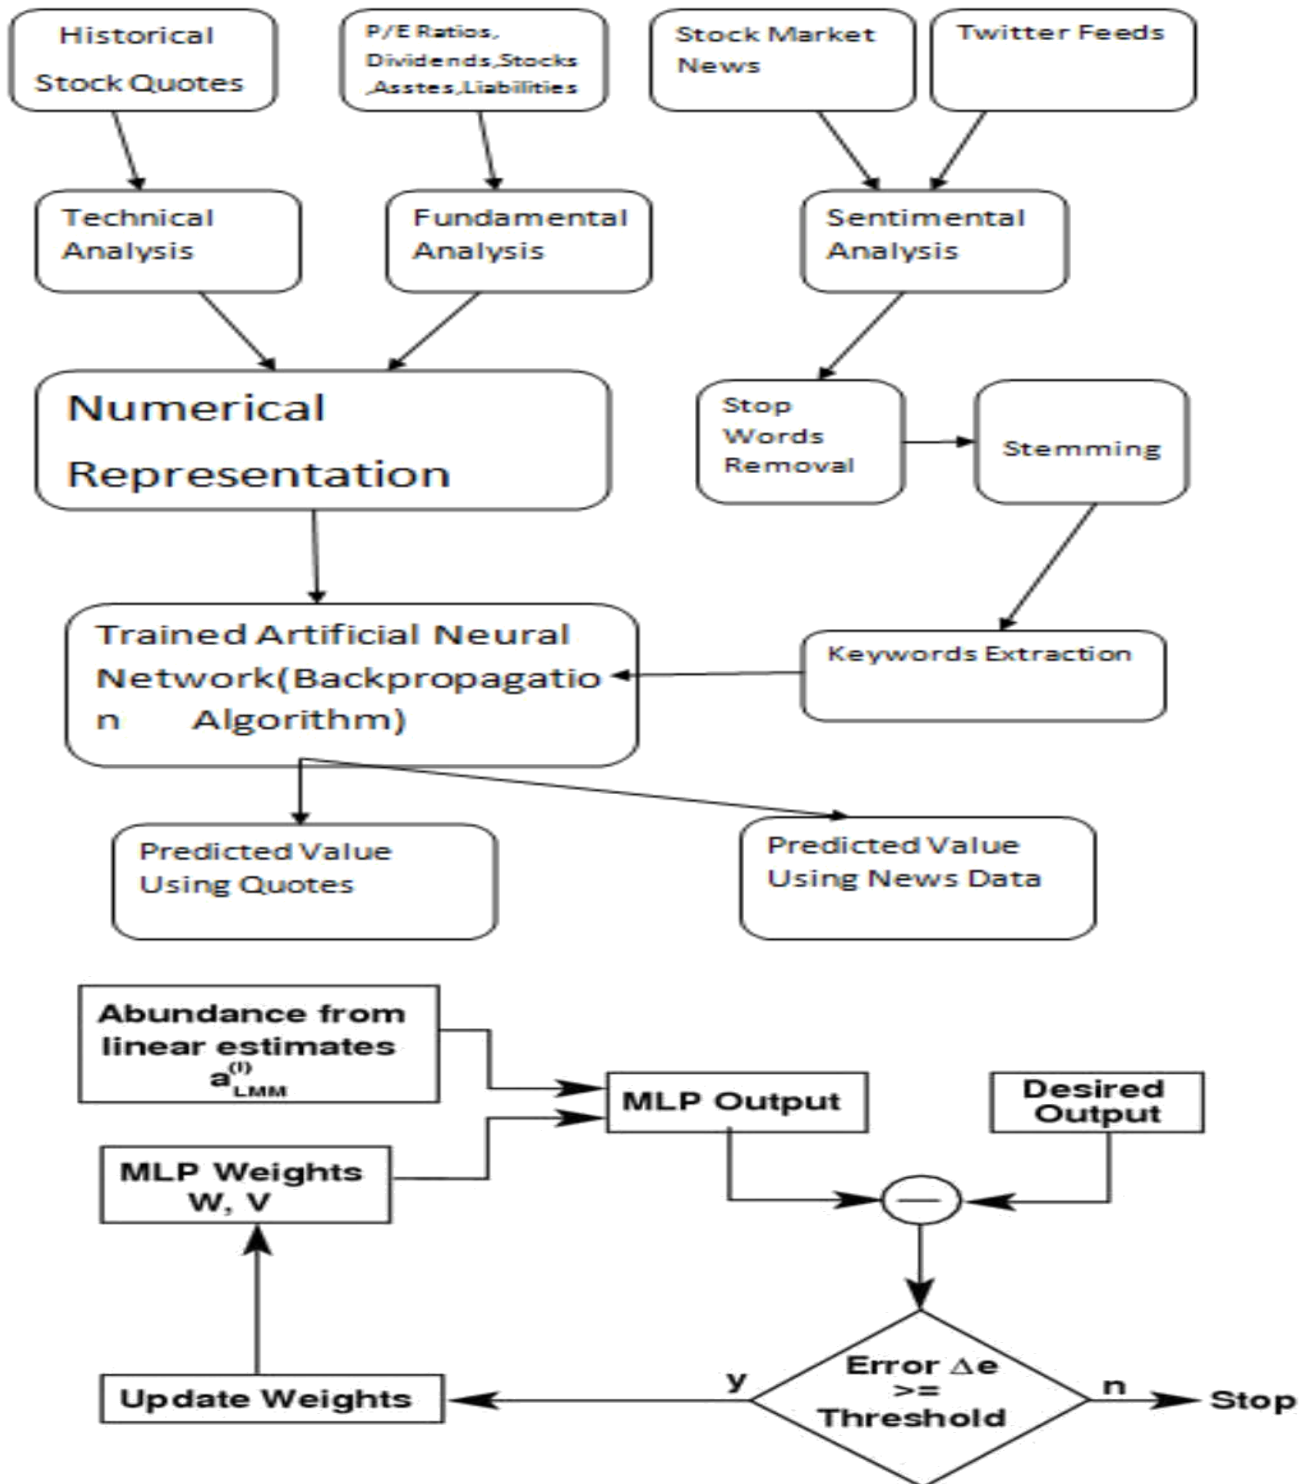 Historical
Stock Quotes
P/E Ratios,
Dividends,Stocks
,Asstes,Liabilities
Stock Market
News
Twitter Feeds
Technical
Analysis
Fundamental
Analysis
Sentimental
Analysis
Numerical
Representation
Stop
Words
Removal
Stemming
Trained Artificial Neural
Network(Backpropagatio
n Algorithm)
Keywords Extraction
Predicted Value
Using Quotes
Predicted Value
Using News Data
Abundance from
linear estimates
a(l)LMM
MLP Output
Desired
Output
MLP Weights
W, V
—
Error Δe
>=
Threshold
y
n
Stop
Update Weights